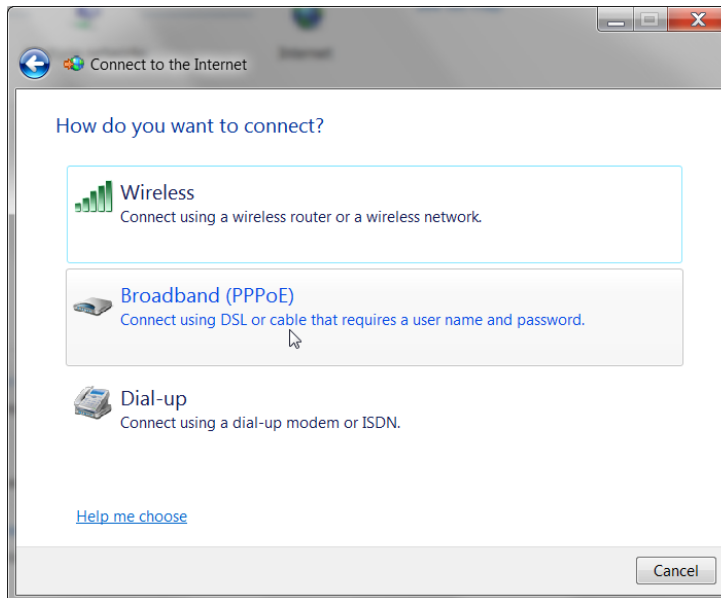 Connect to the Internet
How do you want to connect?
Wireless
Connect using a wireless router or a wireless network.
Broadband (PPPoE)
Connect using DSL or cable that requires a user name and password.
Dial-up
Connect using a dial-up modem or ISDN.
Help me choose
Cancel